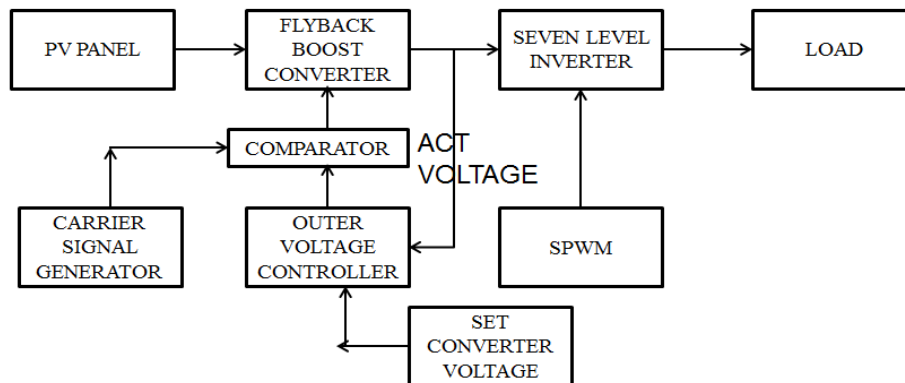 PV PANEL
FLYBACK
BOOST
CONVERTER
SEVEN LEVEL
INVERTER
LOAD
COMPARATOR
ACT
VOLTAGE
CARRIER
SIGNAL
GENERATOR
OUTER
VOLTAGE
CONTROLLER
SPWM
SET
CONVERTER
VOLTAGE